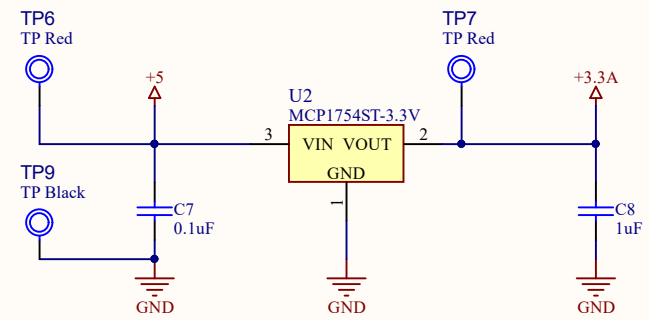 TP6
TP Red
TP7
TP Red
+5
+3.3A
U2
MCP1754ST-3.3V
3
VIN VOUT
2
GND
1
TP9
TP Black
C7
0.1uF
C8
1uF
GND
GND
GND